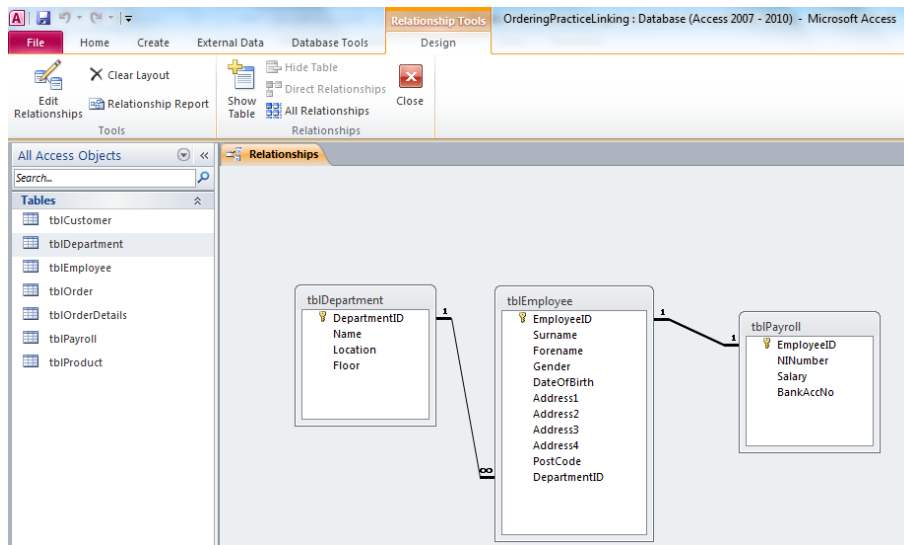 A
Relationship Tools
OrderingPracticeLinking : Database (Access 2007 - 2010) - Microsoft Access
File
Home
Create
External Data
Database Tools
Design
Edit
Relationships
Clear Layout
Relationship Report
Tools
Show
Table
Hide Table
Direct Relationships
All Relationships
Relationships
Close
All Access Objects
«
Search...
Tables
tblCustomer
tblDepartment
tblEmployee
tblOrder
tblOrderDetails
tblPayroll
tblProduct
Relationships
tblDepartment
DepartmentID
Name
Location
Floor
1
∞
tblEmployee
EmployeeID
Surname
Forename
Gender
DateOfBirth
Address1
Address2
Address3
Address4
PostCode
DepartmentID
1
1
tblPayroll
EmployeeID
NINumber
Salary
BankAccNo